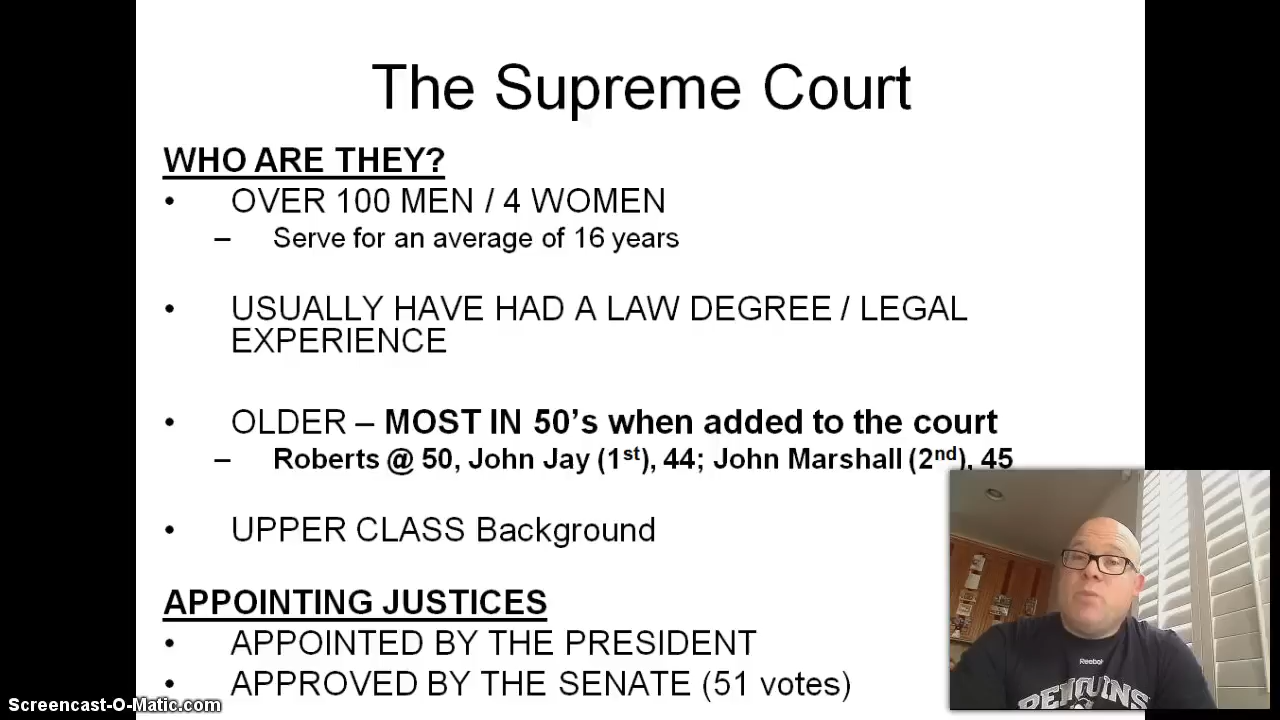 The Supreme Court
WHO ARE THEY?
• OVER 100 MEN / 4 WOMEN
– Serve for an average of 16 years
• USUALLY HAVE HAD A LAW DEGREE / LEGAL
EXPERIENCE
• OLDER – MOST IN 50's when added to the court
– Roberts @ 50, John Jay (1st), 44; John Marshall (2nd), 45
• UPPER CLASS Background
APPOINTING JUSTICES
• APPOINTED BY THE PRESIDENT
• APPROVED BY THE SENATE (51 votes)
Reebok
PENGUINS
Screencast-O-Matic.com